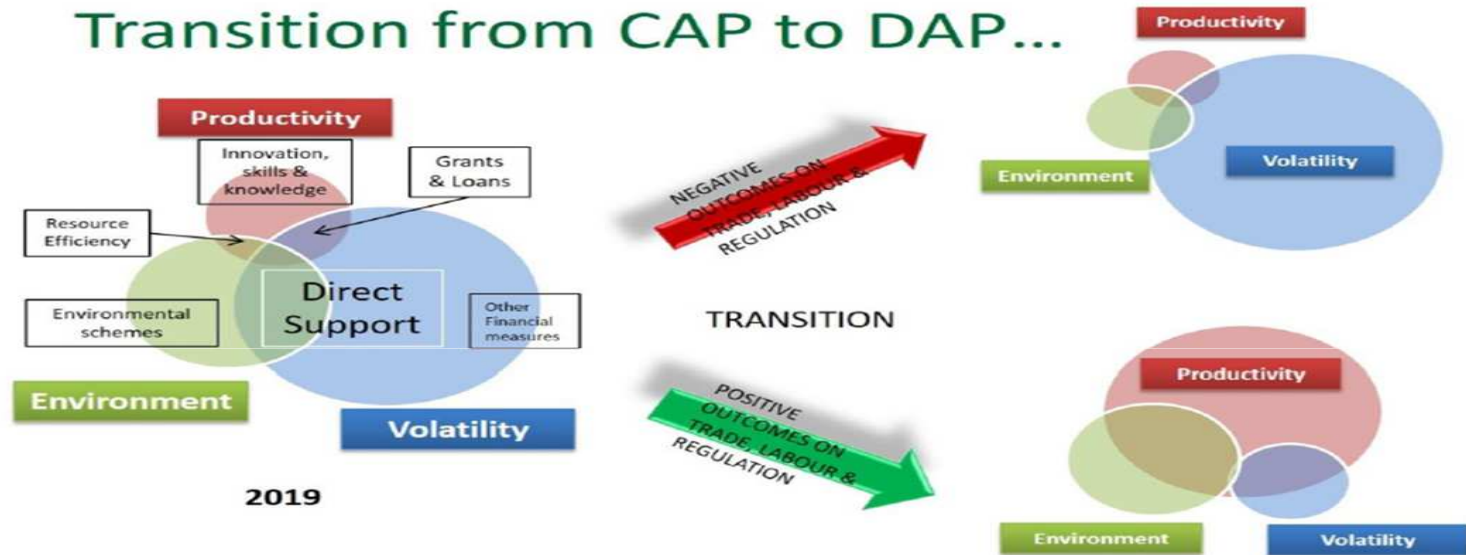 Transition from CAP to DAP...
Productivity
Innovation,
skills &
knowledge
Grants
& Loans
Resource
Efficiency
Direct
Support
Environmental
schemes
Other
Financial
measures
Environment
Volatility
2019
NEGATIVE
OUTCOMES ON
TRADE, LABOUR &
REGULATION
TRANSITION
POSITIVE
OUTCOMES ON
TRADE, LABOUR &
REGULATION
Productivity
Volatility
Environment
Productivity
Environment
Volatility